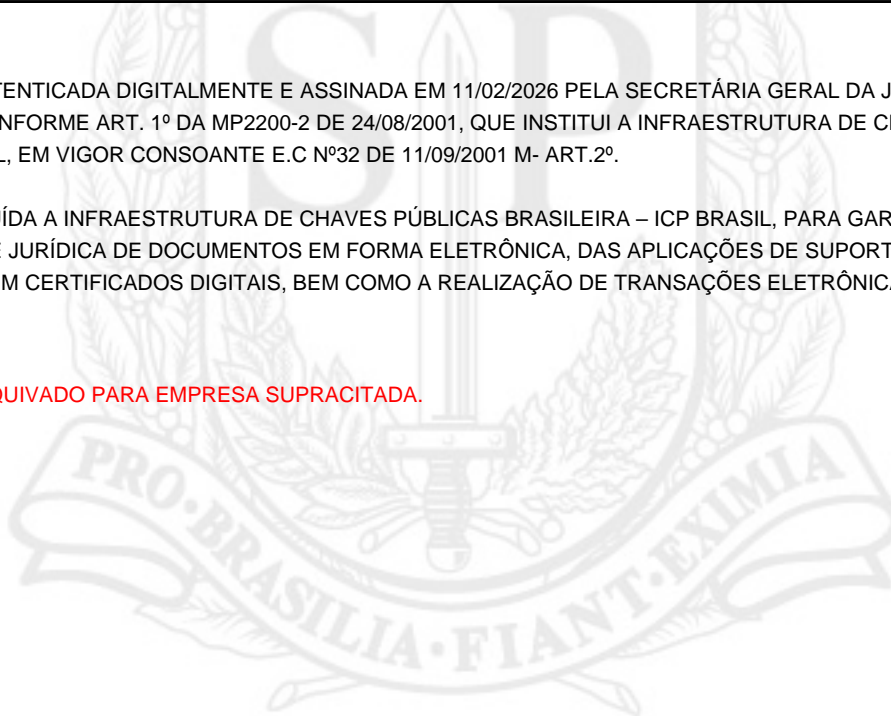 TENTICADA DIGITALMENTE E ASSINADA EM 11/02/2026 PELA SECRETÁRIA GERAL DA J
NFORME ART. 1º DA MP2200-2 DE 24/08/2001, QUE INSTITUI A INFRAESTRUTURA DE C
L, EM VIGOR CONSOANTE E.C Nº32 DE 11/09/2001 M- ART.2º.
ÍDA A INFRAESTRUTURA DE CHAVES PÚBLICAS BRASILEIRA – ICP BRASIL, PARA GAR
E JURÍDICA DE DOCUMENTOS EM FORMA ELETRÔNICA, DAS APLICAÇÕES DE SUPORT
M CERTIFICADOS DIGITAIS, BEM COMO A REALIZAÇÃO DE TRANSAÇÕES ELETRÔNICA
QUIVADO PARA EMPRESA SUPRACITADA.
SP
PRO·BRASILIA·FIANT·EXIMIA